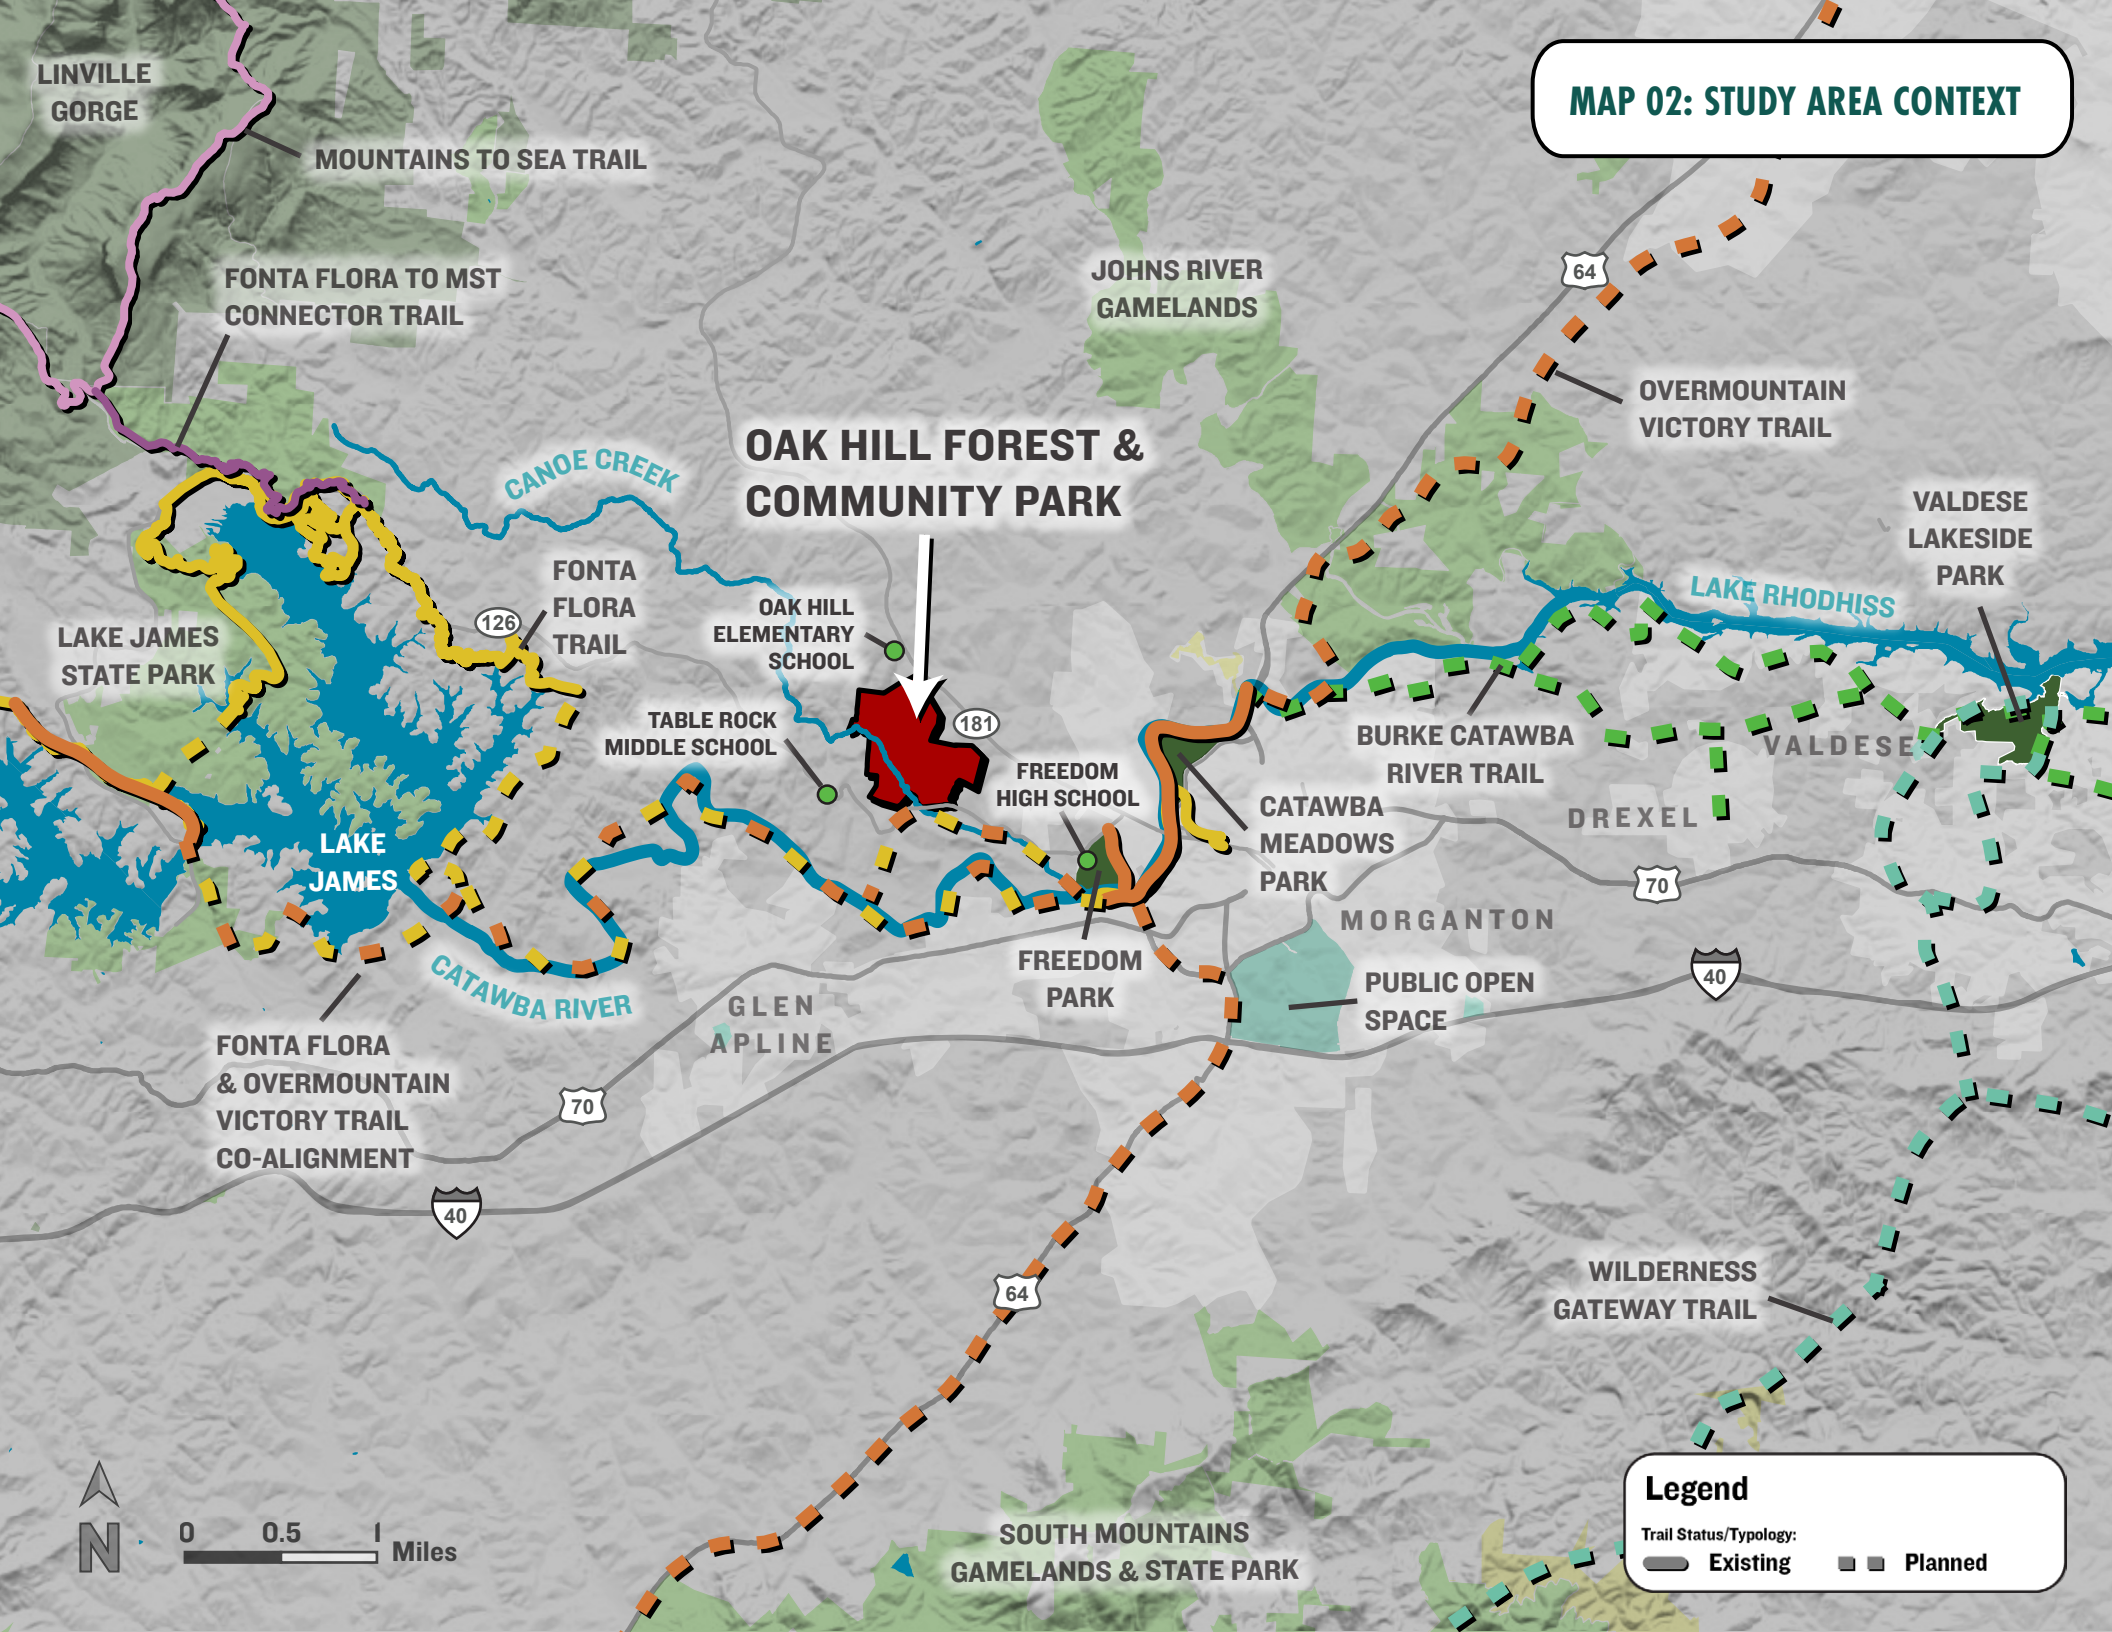 LINVILLE
GORGE
MAP 02: STUDY AREA CONTEXT
MOUNTAINS TO SEA TRAIL
FONTA FLORA TO MST
CONNECTOR TRAIL
JOHNS RIVER
GAMELANDS
64
OVERMOUNTAIN
VICTORY TRAIL
OAK HILL FOREST &
COMMUNITY PARK
CANOE CREEK
VALDESE
LAKESIDE
PARK
LAKE RHODHISS
FONTA
FLORA
TRAIL
126
OAK HILL
ELEMENTARY
SCHOOL
LAKE JAMES
STATE PARK
TABLE ROCK
MIDDLE SCHOOL
181
FREEDOM
HIGH SCHOOL
BURKE CATAWBA
RIVER TRAIL
VALDESE
CATAWBA
MEADOWS
PARK
DREXEL
LAKE
JAMES
70
MORGANTON
FREEDOM
PARK
PUBLIC OPEN
SPACE
40
CATAWBA RIVER
GLEN
APLINE
FONTA FLORA
& OVERMOUNTAIN
VICTORY TRAIL
CO-ALIGNMENT
70
40
64
WILDERNESS
GATEWAY TRAIL
SOUTH MOUNTAINS
GAMELANDS & STATE PARK
N
0 0.5 1
Miles
Legend
Trail Status/Typology:
Existing Planned